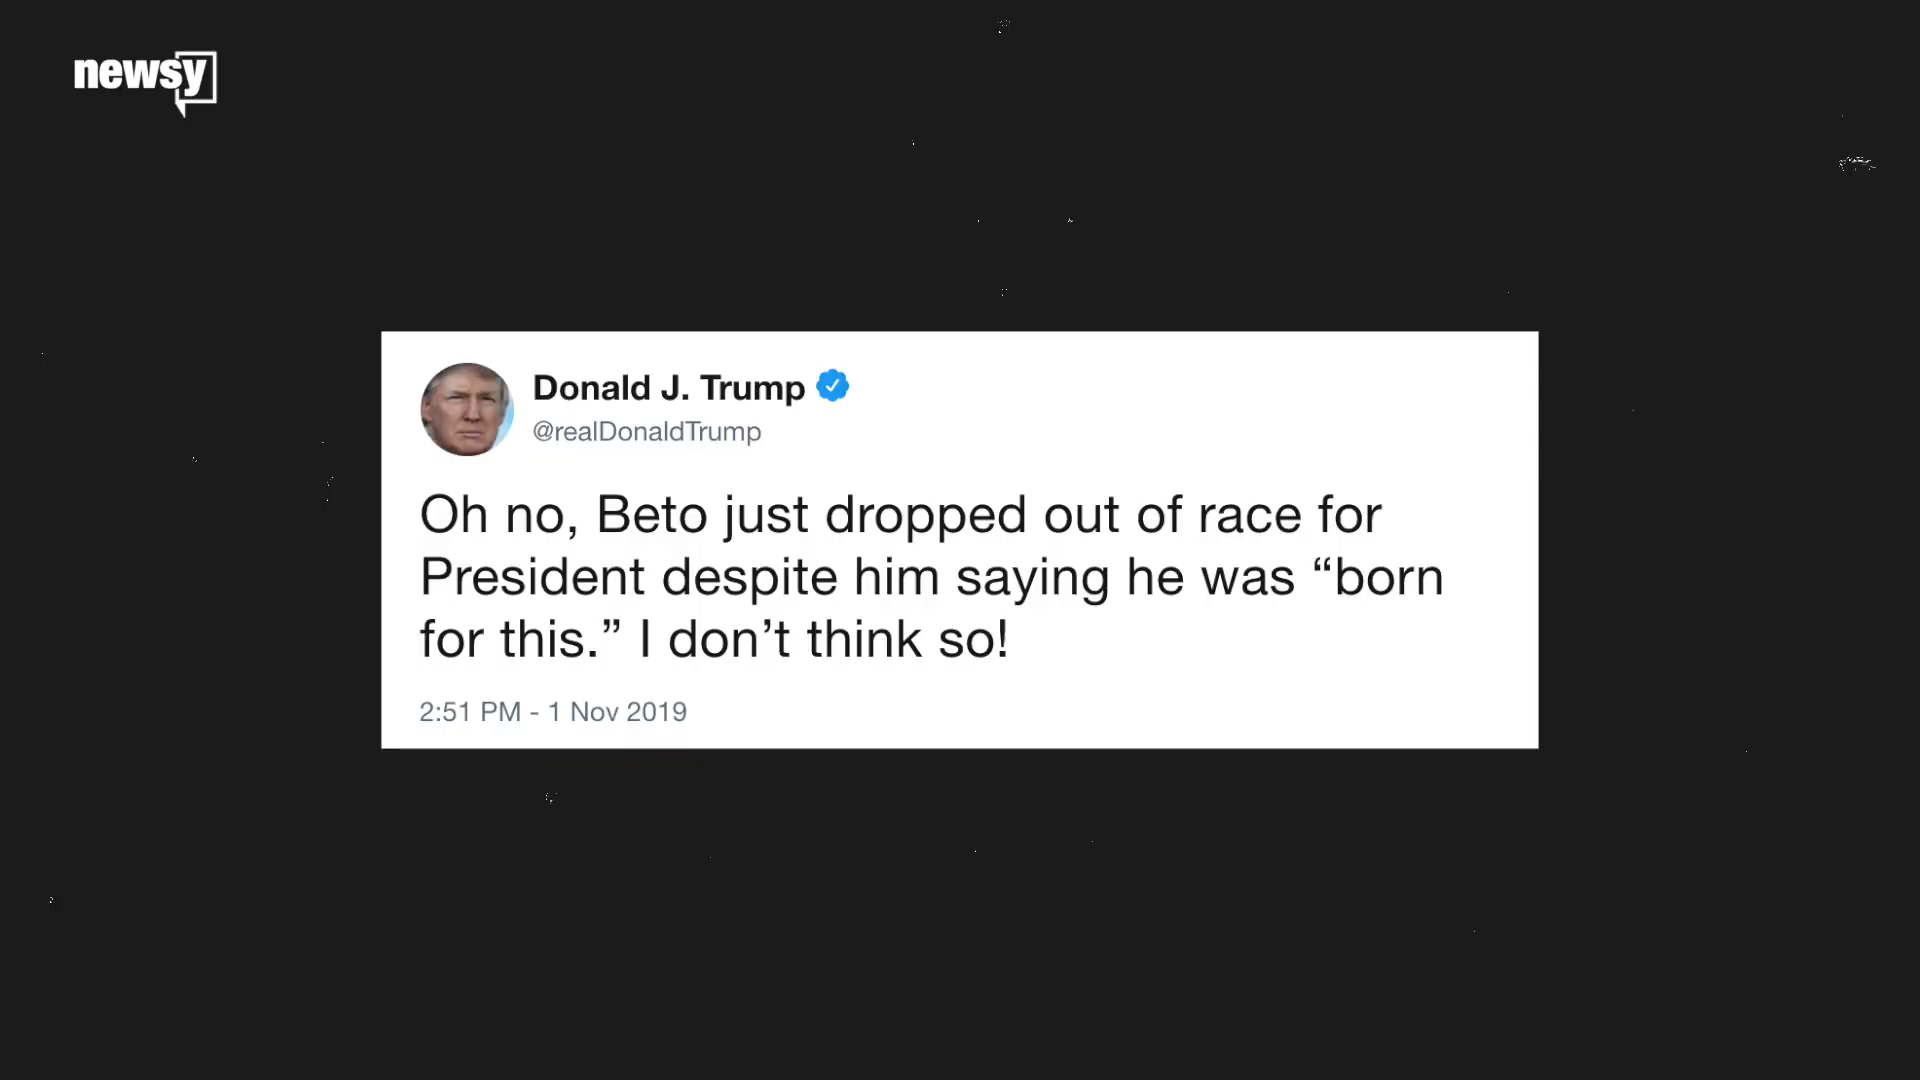 newsy
Donald J. Trump
@realDonaldTrump
Oh no, Beto just dropped out of race for
President despite him saying he was “born
for this.” I don’t think so!
2:51 PM - 1 Nov 2019